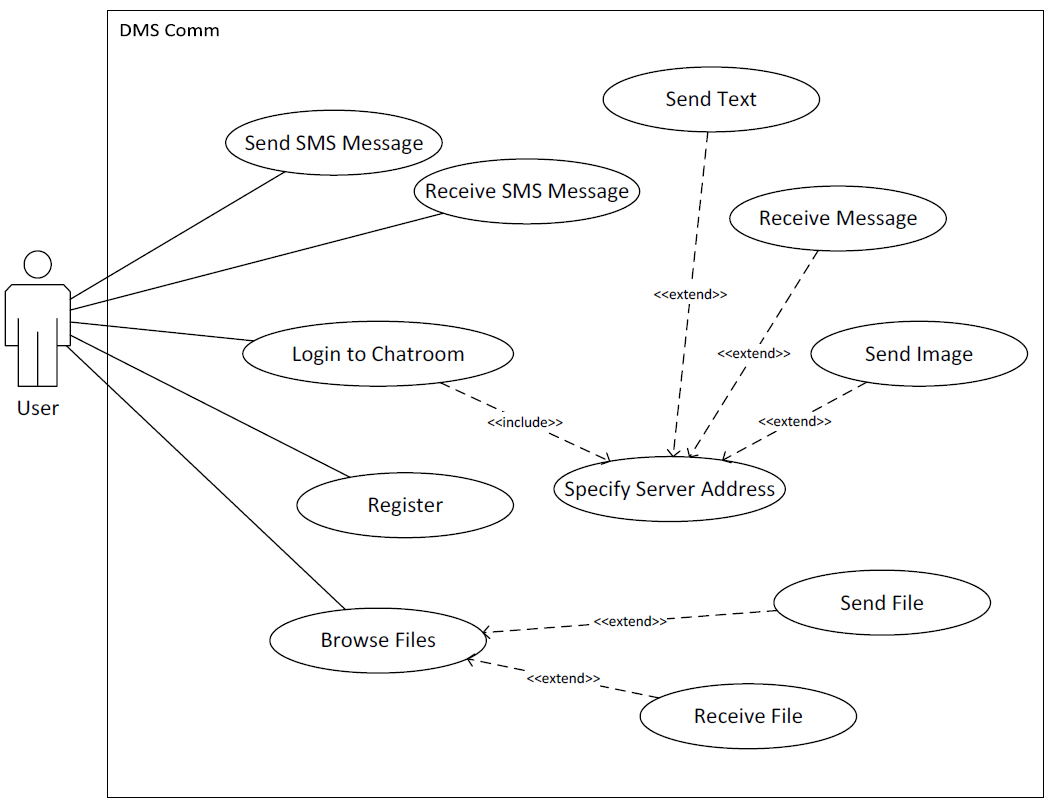 DMS Comm
Send Text
Send SMS Message
Receive SMS Message
Receive Message
<<extend>>
Login to Chatroom
<<extend>>
Send Image
User
<<include>>
<<extend>>
Specify Server Address
Register
Send File
<<extend>>
Browse Files
<<extend>>
Receive File